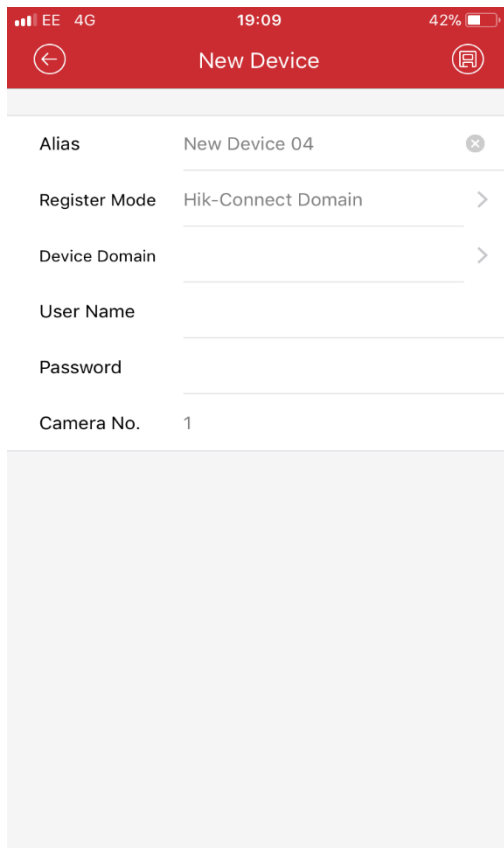 EE 4G 19:09 42%
New Device
Alias New Device 04
Register Mode Hik-Connect Domain
Device Domain
User Name
Password
Camera No. 1